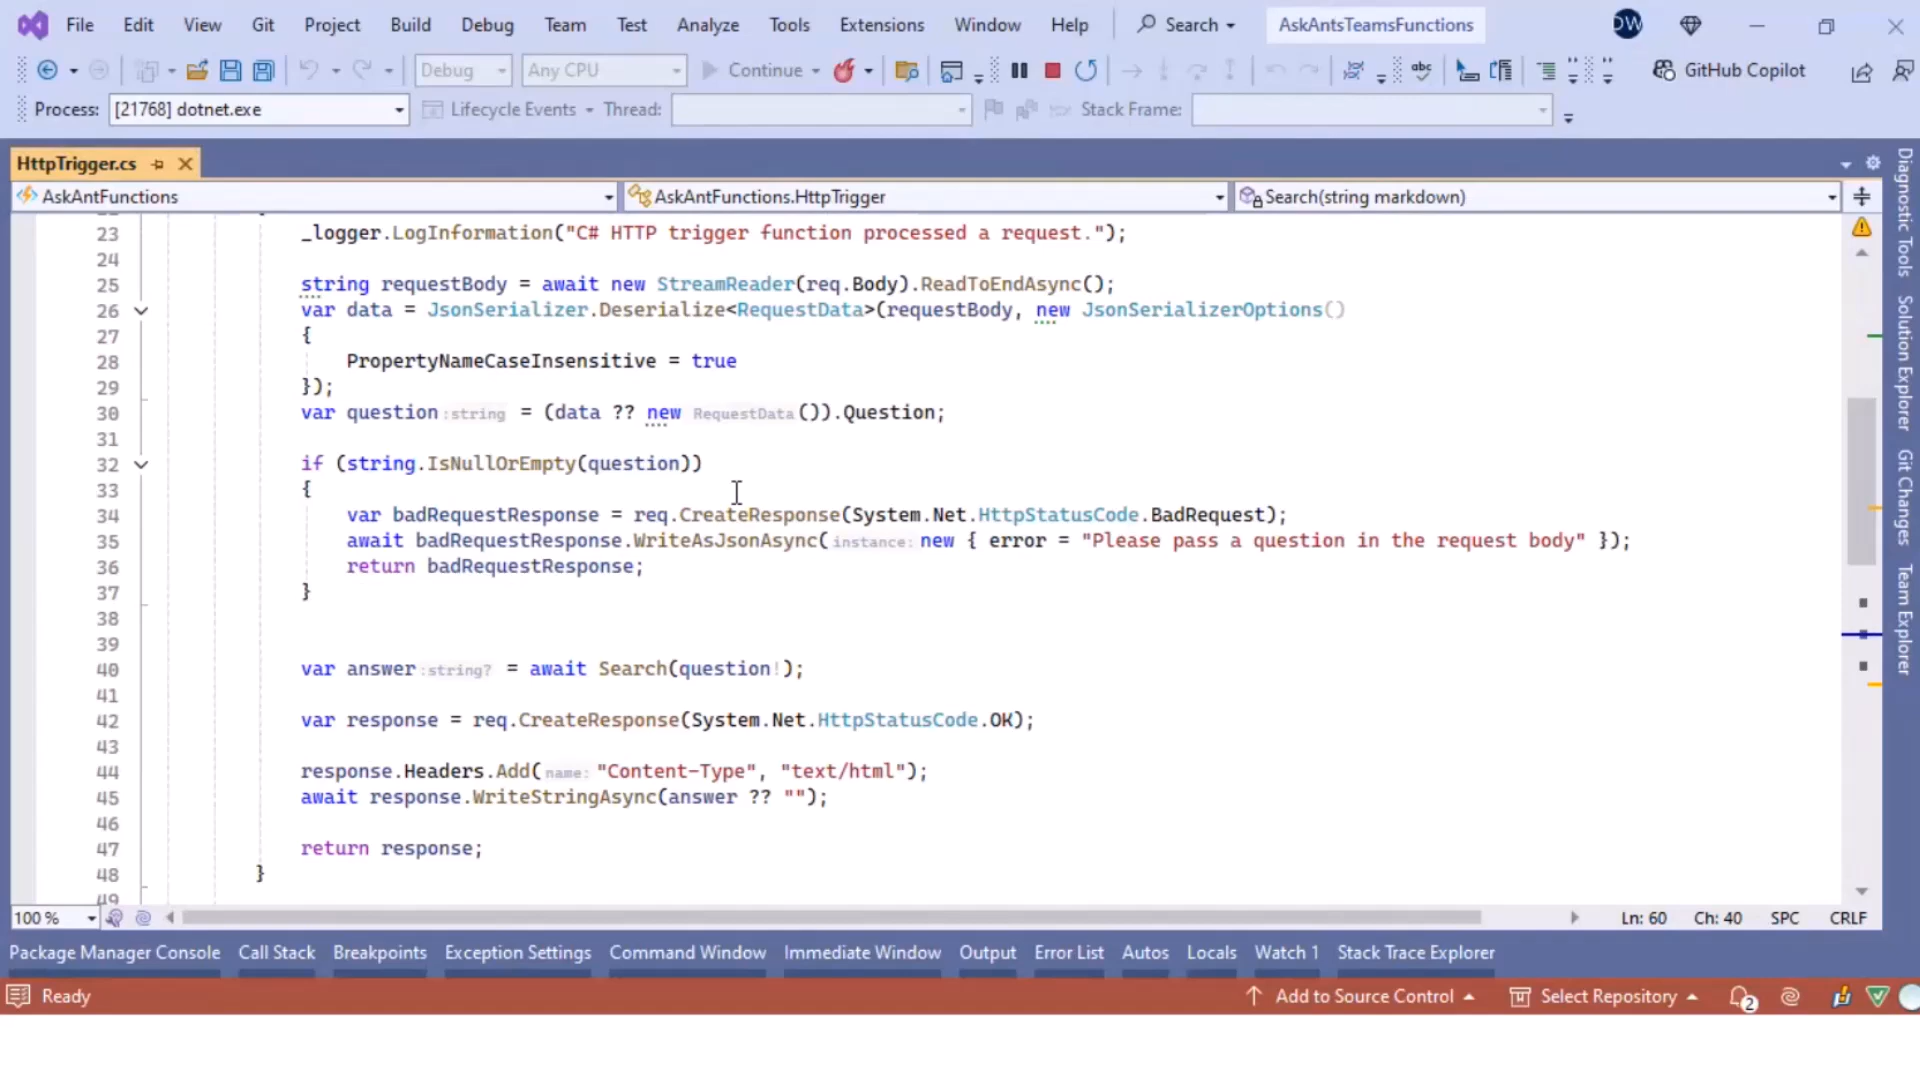 File Edit View Git Project Build Debug Team Test Analyze Tools Extensions Window Help Search AskAntsTeamsFunctions DW
Debug Any CPU Continue abc GitHub Copilot
Process: [21768] dotnet.exe Lifecycle Events Thread: Stack Frame:
HttpTrigger.cs
AskAntFunctions AskAntFunctions.HttpTrigger Search(string markdown)
23 _logger.LogInformation("C# HTTP trigger function processed a request.");
24
25 string requestBody = await new StreamReader(req.Body).ReadToEndAsync();
26 var data = JsonSerializer.Deserialize<RequestData>(requestBody, new JsonSerializerOptions()
27 {
28 PropertyNameCaseInsensitive = true
29 });
30 var question :string = (data ?? new RequestData()).Question;
31
32 if (string.IsNullOrEmpty(question))
33 {
34 var badRequestResponse = req.CreateResponse(System.Net.HttpStatusCode.BadRequest);
35 await badRequestResponse.WriteAsJsonAsync(instance: new { error = "Please pass a question in the request body" });
36 return badRequestResponse;
37 }
38
39
40 var answer :string? = await Search(question!);
41
42 var response = req.CreateResponse(System.Net.HttpStatusCode.OK);
43
44 response.Headers.Add(name: "Content-Type", "text/html");
45 await response.WriteStringAsync(answer ?? "");
46
47 return response;
48 }
49
100 % Ln: 60 Ch: 40 SPC CRLF
Package Manager Console Call Stack Breakpoints Exception Settings Command Window Immediate Window Output Error List Autos Locals Watch 1 Stack Trace Explorer
Ready Add to Source Control Select Repository 2
Diagnostic Tools
Solution Explorer
Git Changes
Team Explorer